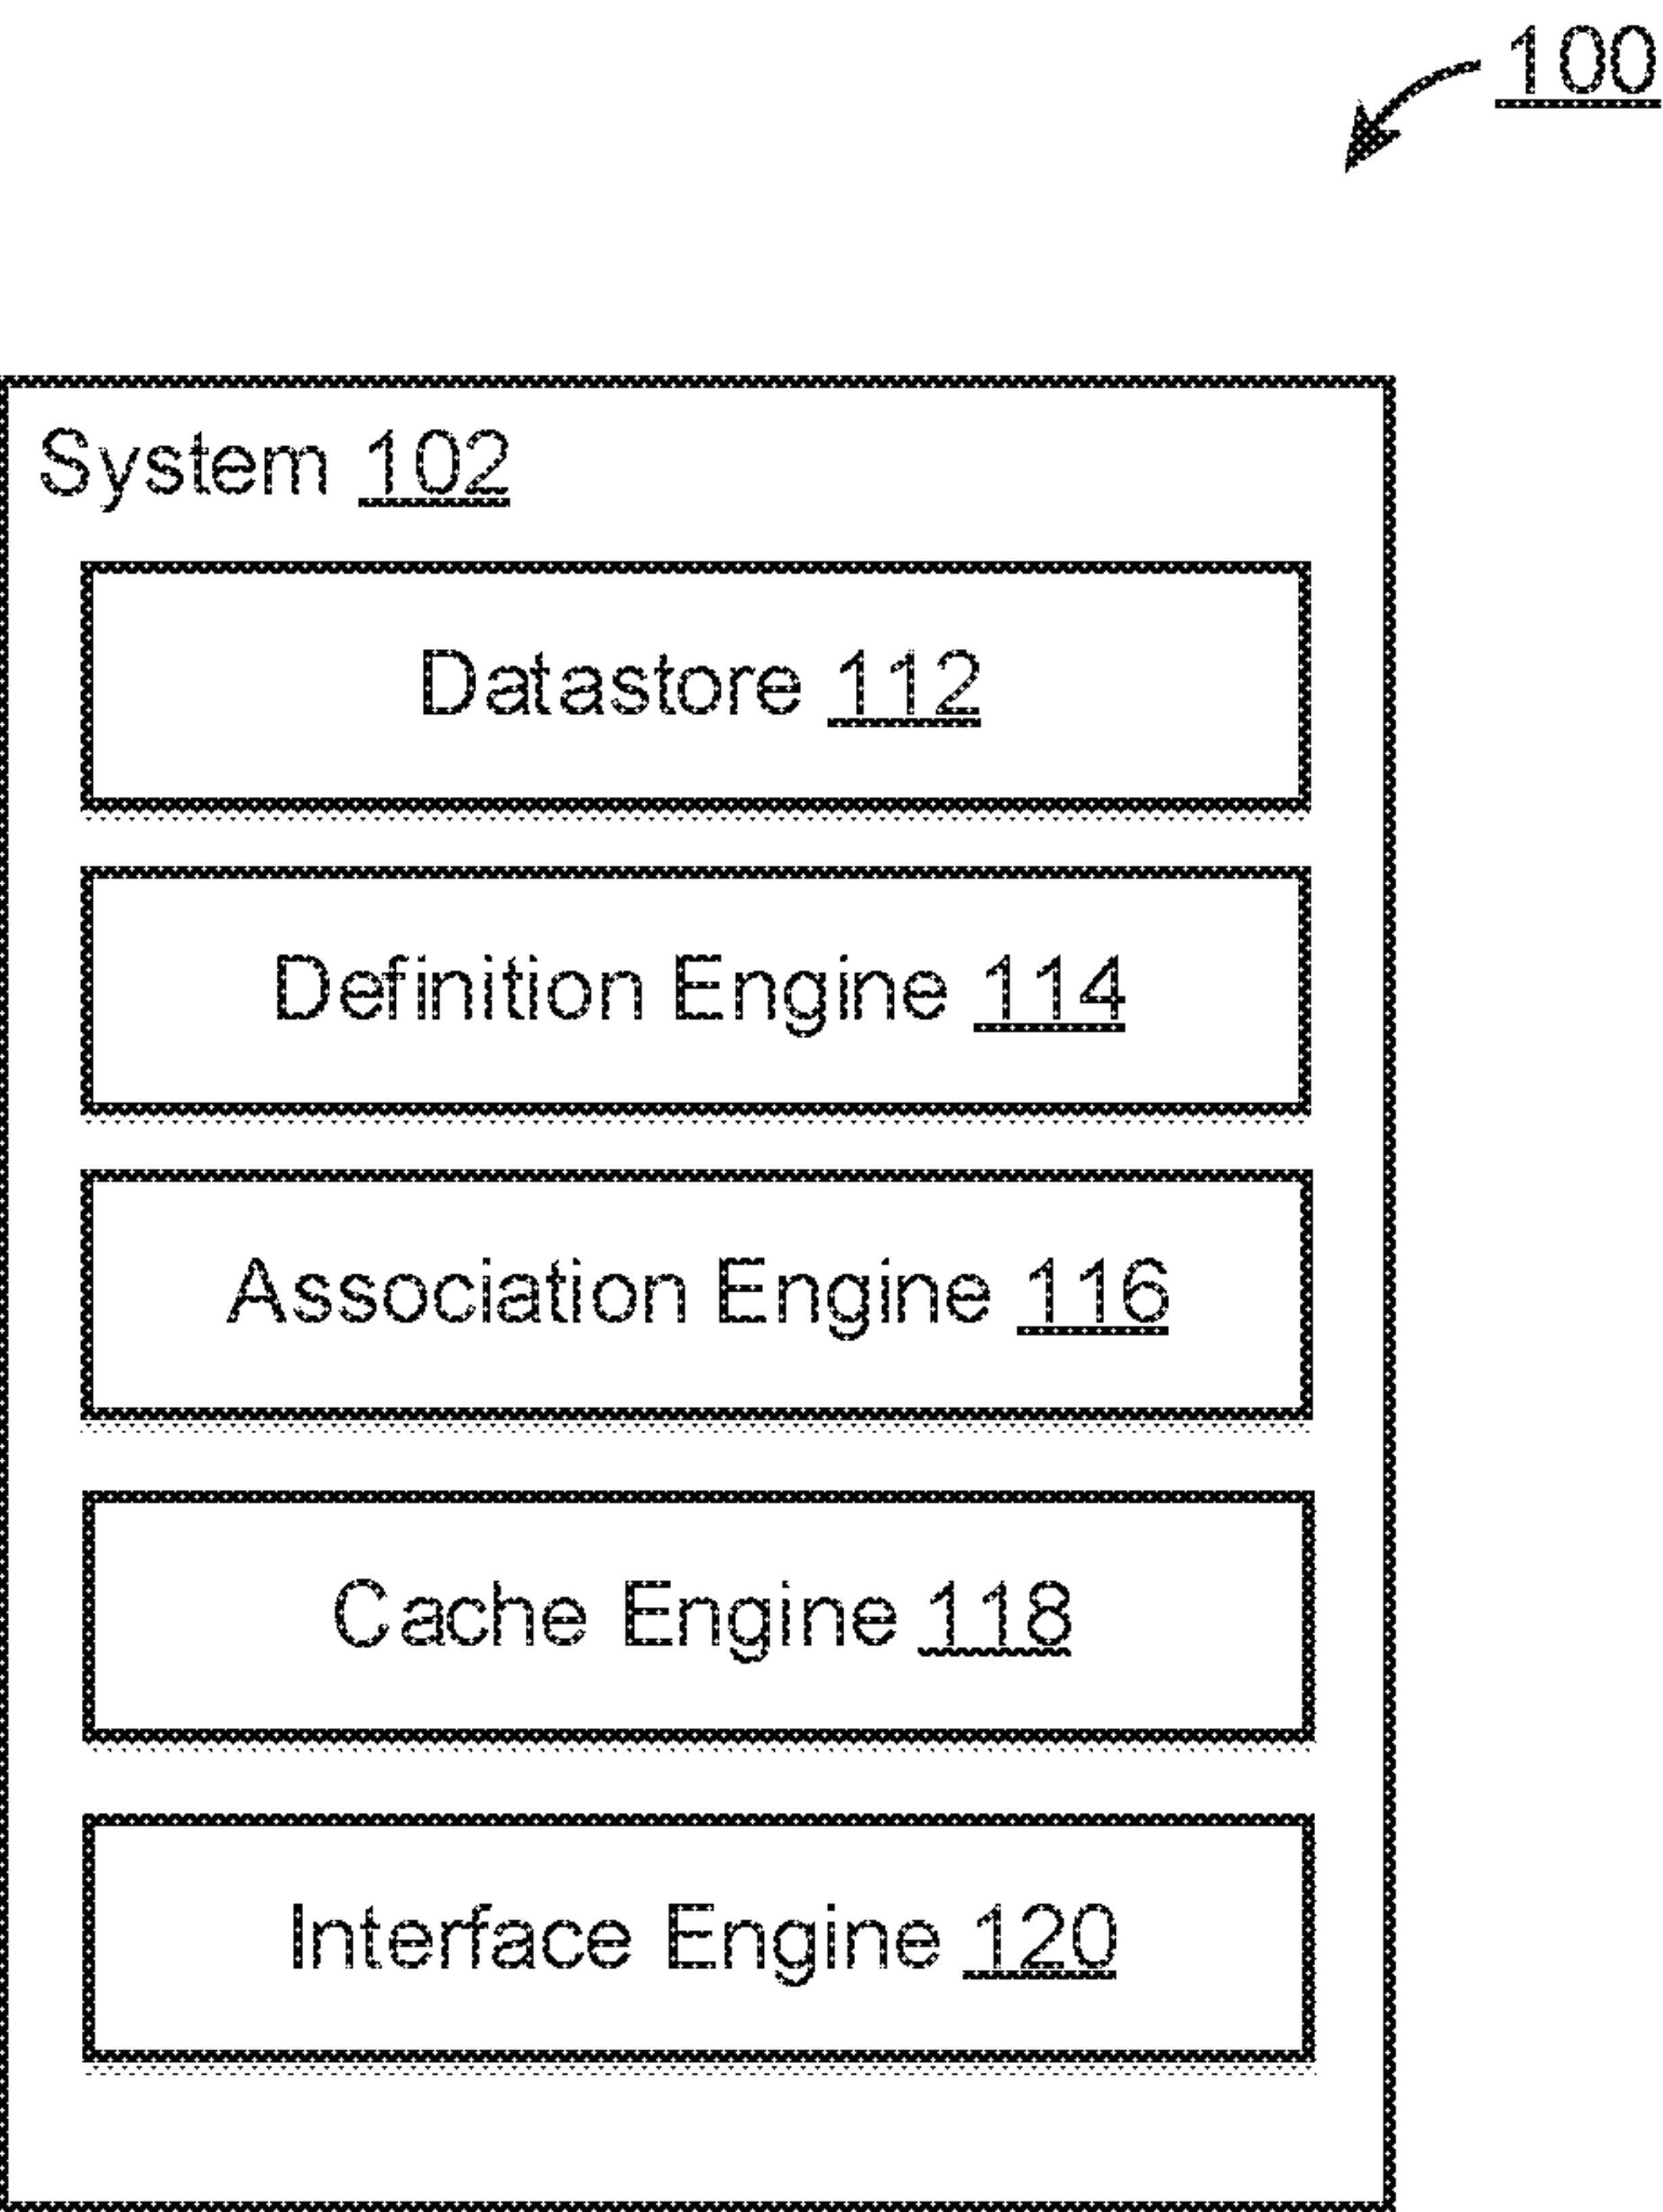 100
System 102
Datastore 112
Definition Engine 114
Association Engine 116
Cache Engine 118
Interface Engine 120